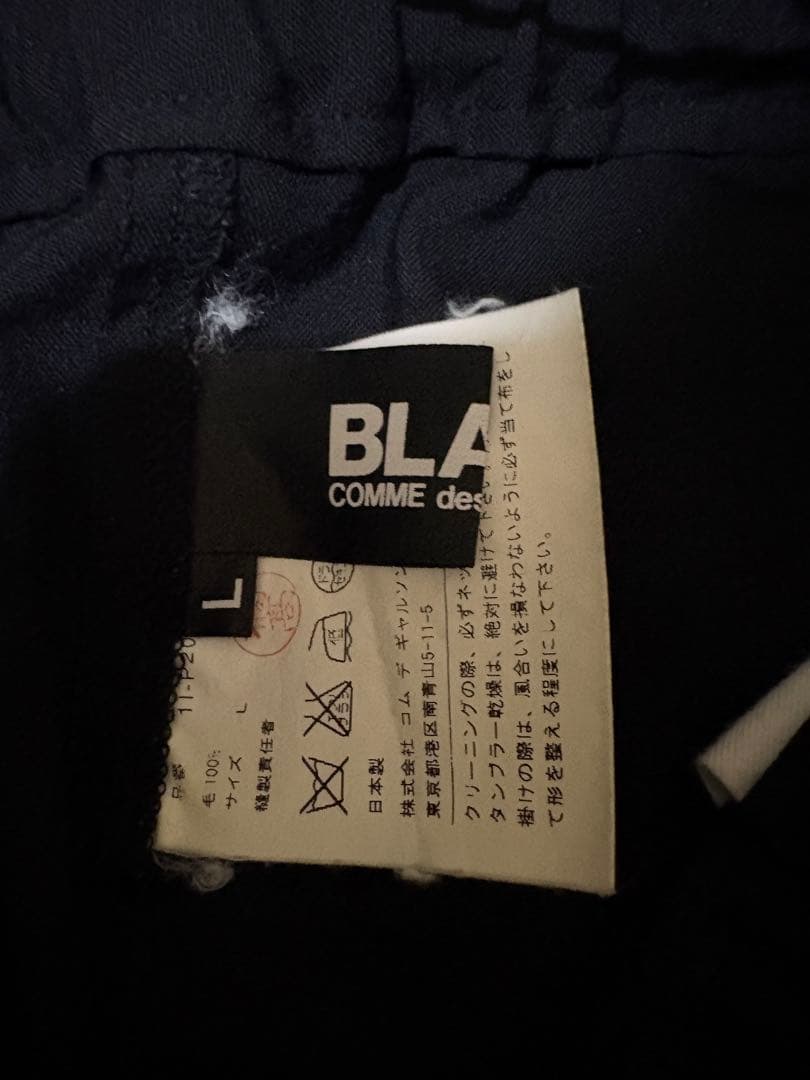 BLA
COMME des
L
11-P20
毛 100%
サイズ L
縫製責任者
低
日本製
株式会社 コム デ ギャルソン
東京都港区南青山5-11-5
クリーニングの際、必ずネッ
タンブラー乾燥は、絶対に避けて下さい。
掛けの際は、風合いを損なわないように必ず当て布をし
て形を整える程度にして下さい。